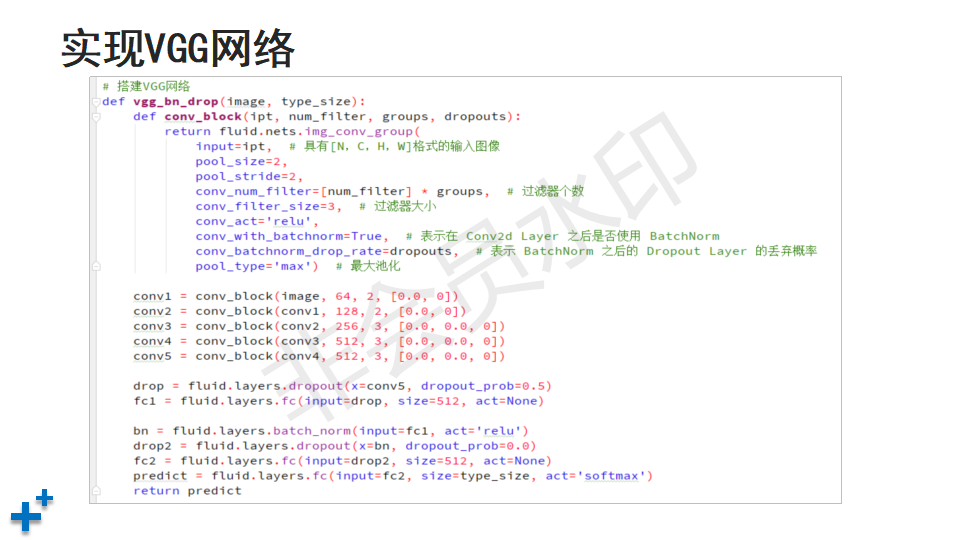 实现VGG网络
# 搭建VGG网络
def vgg_bn_drop(image, type_size):
    def conv_block(ipt, num_filter, groups, dropouts):
        return fluid.nets.img_conv_group(
            input=ipt,  # 具有[N, C, H, W]格式的输入图像
            pool_size=2,
            pool_stride=2,
            conv_num_filter=[num_filter] * groups,  # 过滤器个数
            conv_filter_size=3,  # 过滤器大小
            conv_act='relu',
            conv_with_batchnorm=True,  # 表示在 Conv2d Layer 之后是否使用 BatchNorm
            conv_batchnorm_drop_rate=dropouts,  # 表示 BatchNorm 之后的 Dropout Layer 的丢弃概率
            pool_type='max')  # 最大池化
    conv1 = conv_block(image, 64, 2, [0.0, 0])
    conv2 = conv_block(conv1, 128, 2, [0.0, 0])
    conv3 = conv_block(conv2, 256, 3, [0.0, 0.0, 0])
    conv4 = conv_block(conv3, 512, 3, [0.0, 0.0, 0])
    conv5 = conv_block(conv4, 512, 3, [0.0, 0.0, 0])
    drop = fluid.layers.dropout(x=conv5, dropout_prob=0.5)
    fc1 = fluid.layers.fc(input=drop, size=512, act=None)
    bn = fluid.layers.batch_norm(input=fc1, act='relu')
    drop2 = fluid.layers.dropout(x=bn, dropout_prob=0.0)
    fc2 = fluid.layers.fc(input=drop2, size=512, act=None)
    predict = fluid.layers.fc(input=fc2, size=type_size, act='softmax')
    return predict
非会员水印